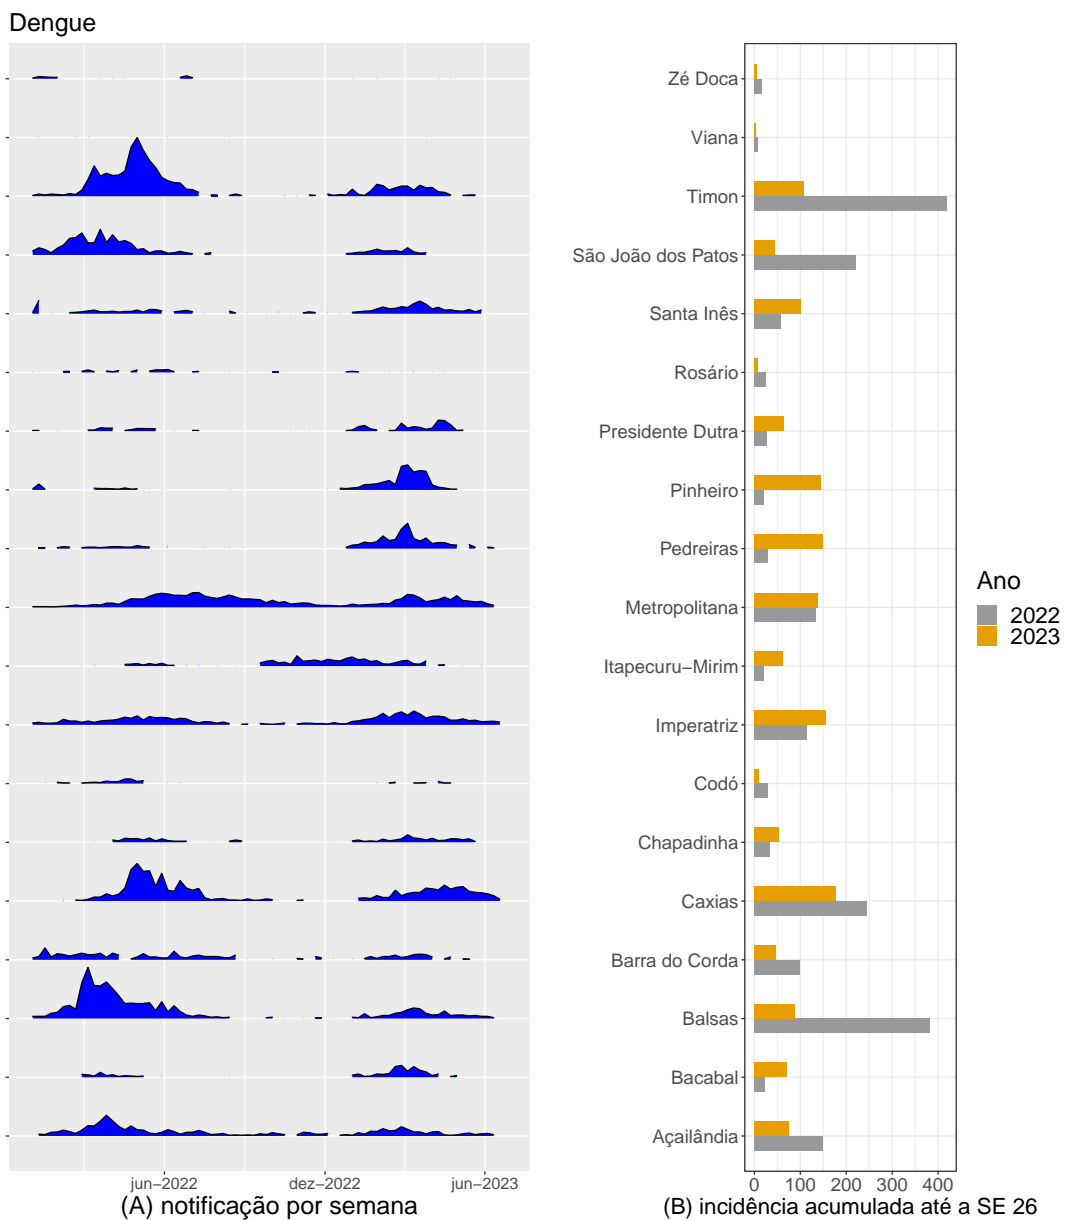 Dengue
Zé Doca
Viana
Timon
São João dos Patos
Santa Inês
Rosário
Presidente Dutra
Pinheiro
Pedreiras
Metropolitana
Itapecuru−Mirim
Imperatriz
Codó
Chapadinha
Caxias
Barra do Corda
Balsas
Bacabal
Açailândia
jun−2022 dez−2022 jun−2023
(A) notificação por semana
0 100 200 300 400
(B) incidência acumulada até a SE 26
Ano
2022
2023